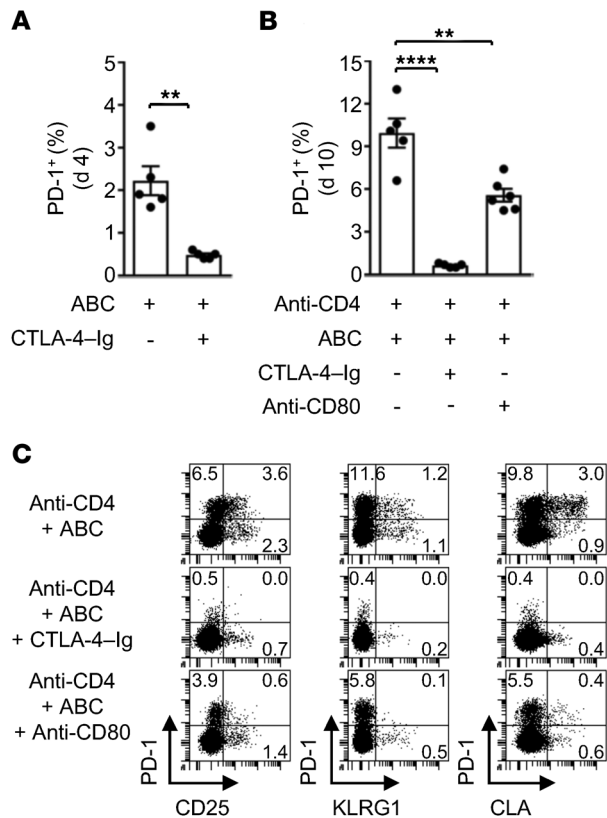 A
PD-1+ (%)
(d 4)
5
4
3
2
1
0
**
ABC + +
CTLA-4–Ig - +
B
PD-1+ (%)
(d 10)
15
12
9
6
3
0
**
****
Anti-CD4 + + +
ABC + + +
CTLA-4–Ig - + -
Anti-CD80 - - +
C
Anti-CD4
+ ABC
6.5 3.6
2.3
11.6 1.2
1.1
9.8 3.0
0.9
Anti-CD4
+ ABC
+ CTLA-4–Ig
0.5 0.0
0.7
0.4 0.0
0.2
0.4 0.0
0.4
Anti-CD4
+ ABC
+ Anti-CD80
3.9 0.6
1.4
5.8 0.1
0.5
5.5 0.4
0.6
PD-1
CD25
PD-1
KLRG1
PD-1
CLA